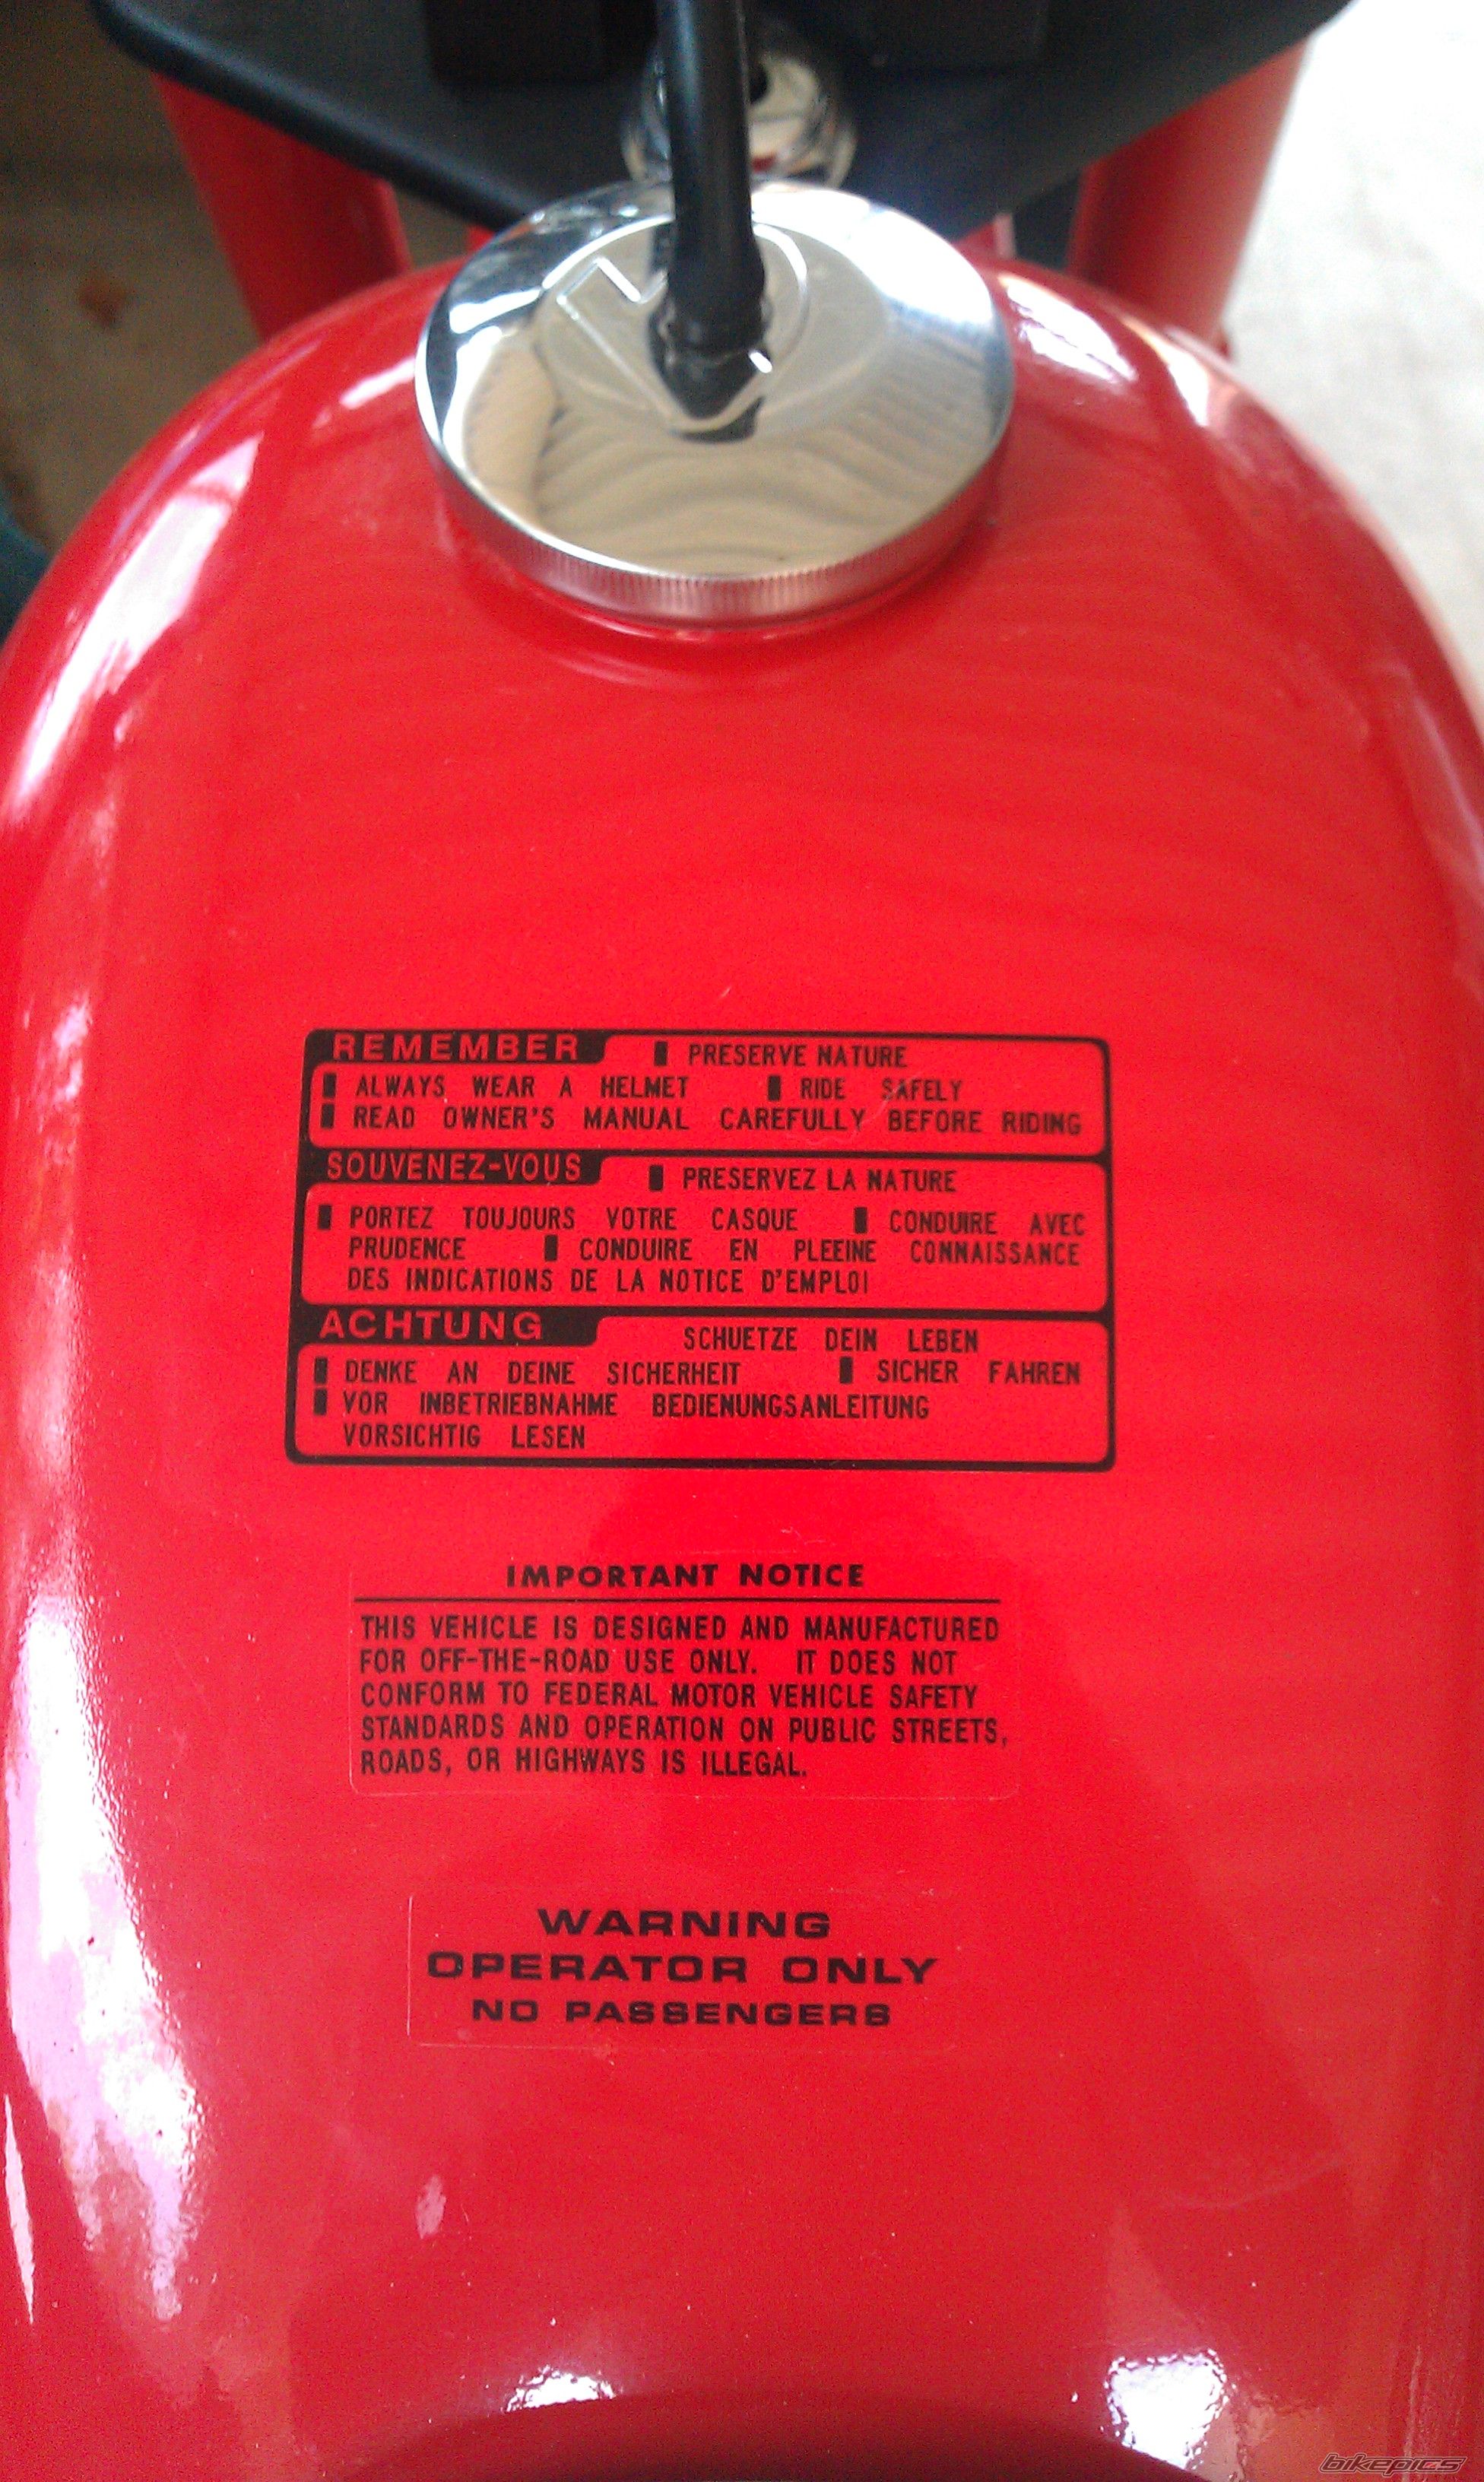 REMEMBER ▮ PRESERVE NATURE
▮ ALWAYS WEAR A HELMET ▮ RIDE SAFELY
▮ READ OWNER'S MANUAL CAREFULLY BEFORE RIDING
SOUVENEZ-VOUS ▮ PRESERVEZ LA NATURE
▮ PORTEZ TOUJOURS VOTRE CASQUE ▮ CONDUIRE AVEC
PRUDENCE ▮ CONDUIRE EN PLEEINE CONNAISSANCE
DES INDICATIONS DE LA NOTICE D'EMPLOI
ACHTUNG SCHUETZE DEIN LEBEN
▮ DENKE AN DEINE SICHERHEIT ▮ SICHER FAHREN
▮ VOR INBETRIEBNAHME BEDIENUNGSANLEITUNG
VORSICHTIG LESEN
IMPORTANT NOTICE
THIS VEHICLE IS DESIGNED AND MANUFACTURED
FOR OFF-THE-ROAD USE ONLY. IT DOES NOT
CONFORM TO FEDERAL MOTOR VEHICLE SAFETY
STANDARDS AND OPERATION ON PUBLIC STREETS,
ROADS, OR HIGHWAYS IS ILLEGAL.
WARNING
OPERATOR ONLY
NO PASSENGERS
bikepics